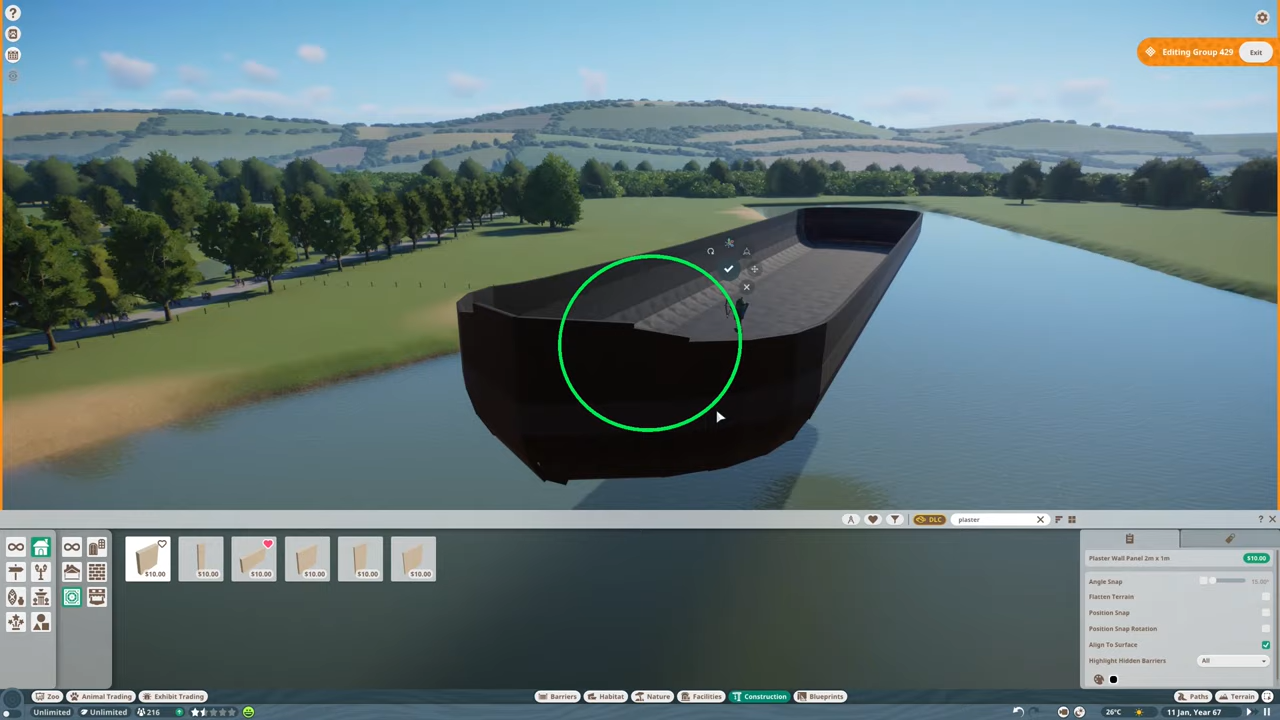 ?
Editing Group 429
Exit
DLC
plaster
? ×
$10.00
$10.00
$10.00
$10.00
$10.00
$10.00
Plaster Wall Panel 2m x 1m
$10.00
Angle Snap
15.00°
Flatten Terrain
Position Snap
Position Snap Rotation
Align To Surface
Highlight Hidden Barriers
All
Zoo
Animal Trading
Exhibit Trading
Barriers
Habitat
Nature
Facilities
Construction
Blueprints
Paths
Terrain
Unlimited
Unlimited
216
26°C
11 Jan, Year 67